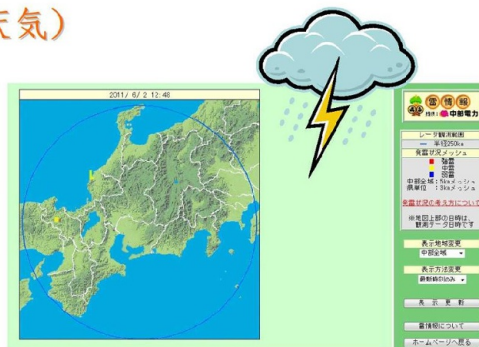 天気）
2011/ 6/ 2 12:48
雷情報
提供：中部電力
レーダ観測範囲
半径250km
発雷状況メッシュ
強雷
中雷
弱雷
中部全域：5kmメッシュ
県単位：3kmメッシュ
発雷状況の考え方について
※地図上部の日時は、
観測データ日時です
表示地域変更
中部全域
表示方法変更
最新時のみ
表 示 更 新
雷情報について
ホームページへ戻る